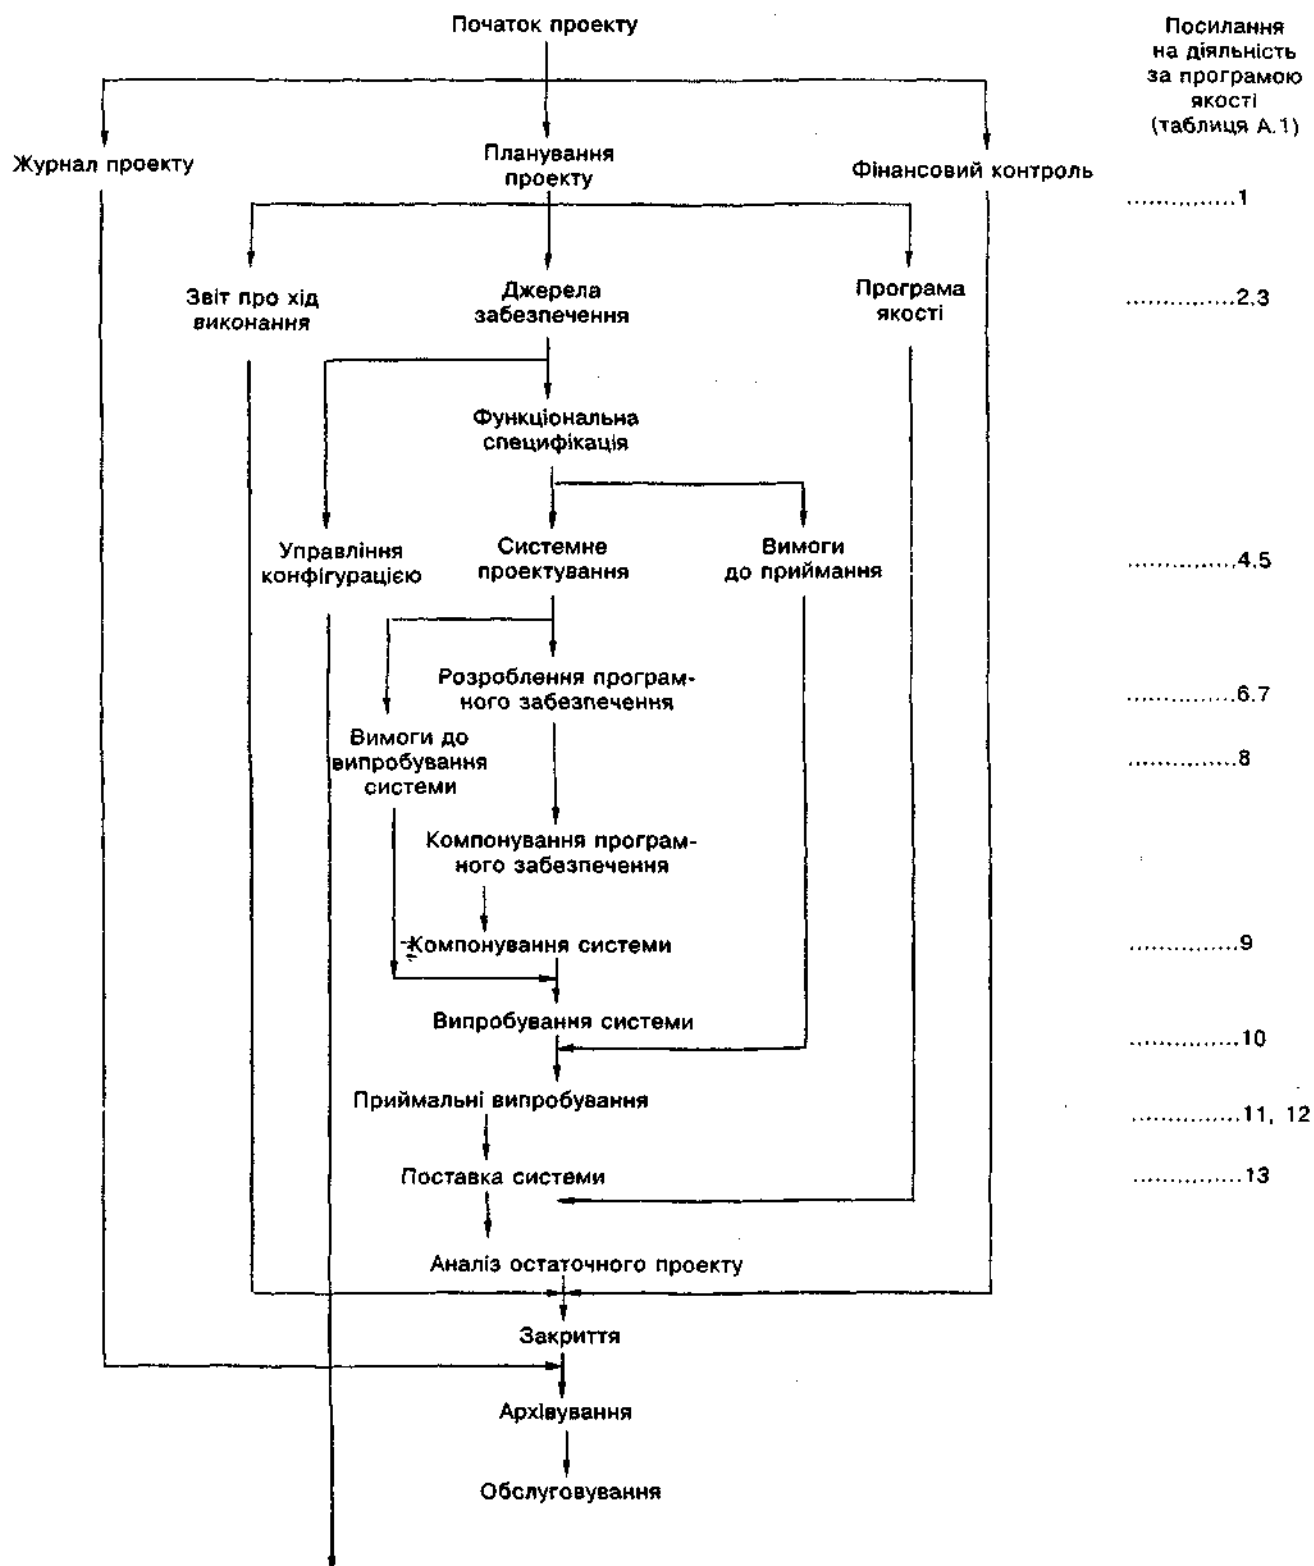 Початок проекту
Посилання
на діяльність
за програмою
якості
(таблиця А.1)
Журнал проекту
Планування
проекту
Фінансовий контроль
...............1
Звіт про хід
виконання
Джерела
забезпечення
Програма
якості
...............2,3
Функціональна
специфікація
Управління
конфігурацією
Системне
проектування
Вимоги
до приймання
...............4,5
Розроблення програм-
ного забезпечення
...............6,7
Вимоги до
випробування
системи
...............8
Компонування програм-
ного забезпечення
Компонування системи
...............9
Випробування системи
...............10
Приймальні випробування
...............11, 12
Поставка системи
...............13
Аналіз остаточного проекту
Закриття
Архівування
Обслуговування